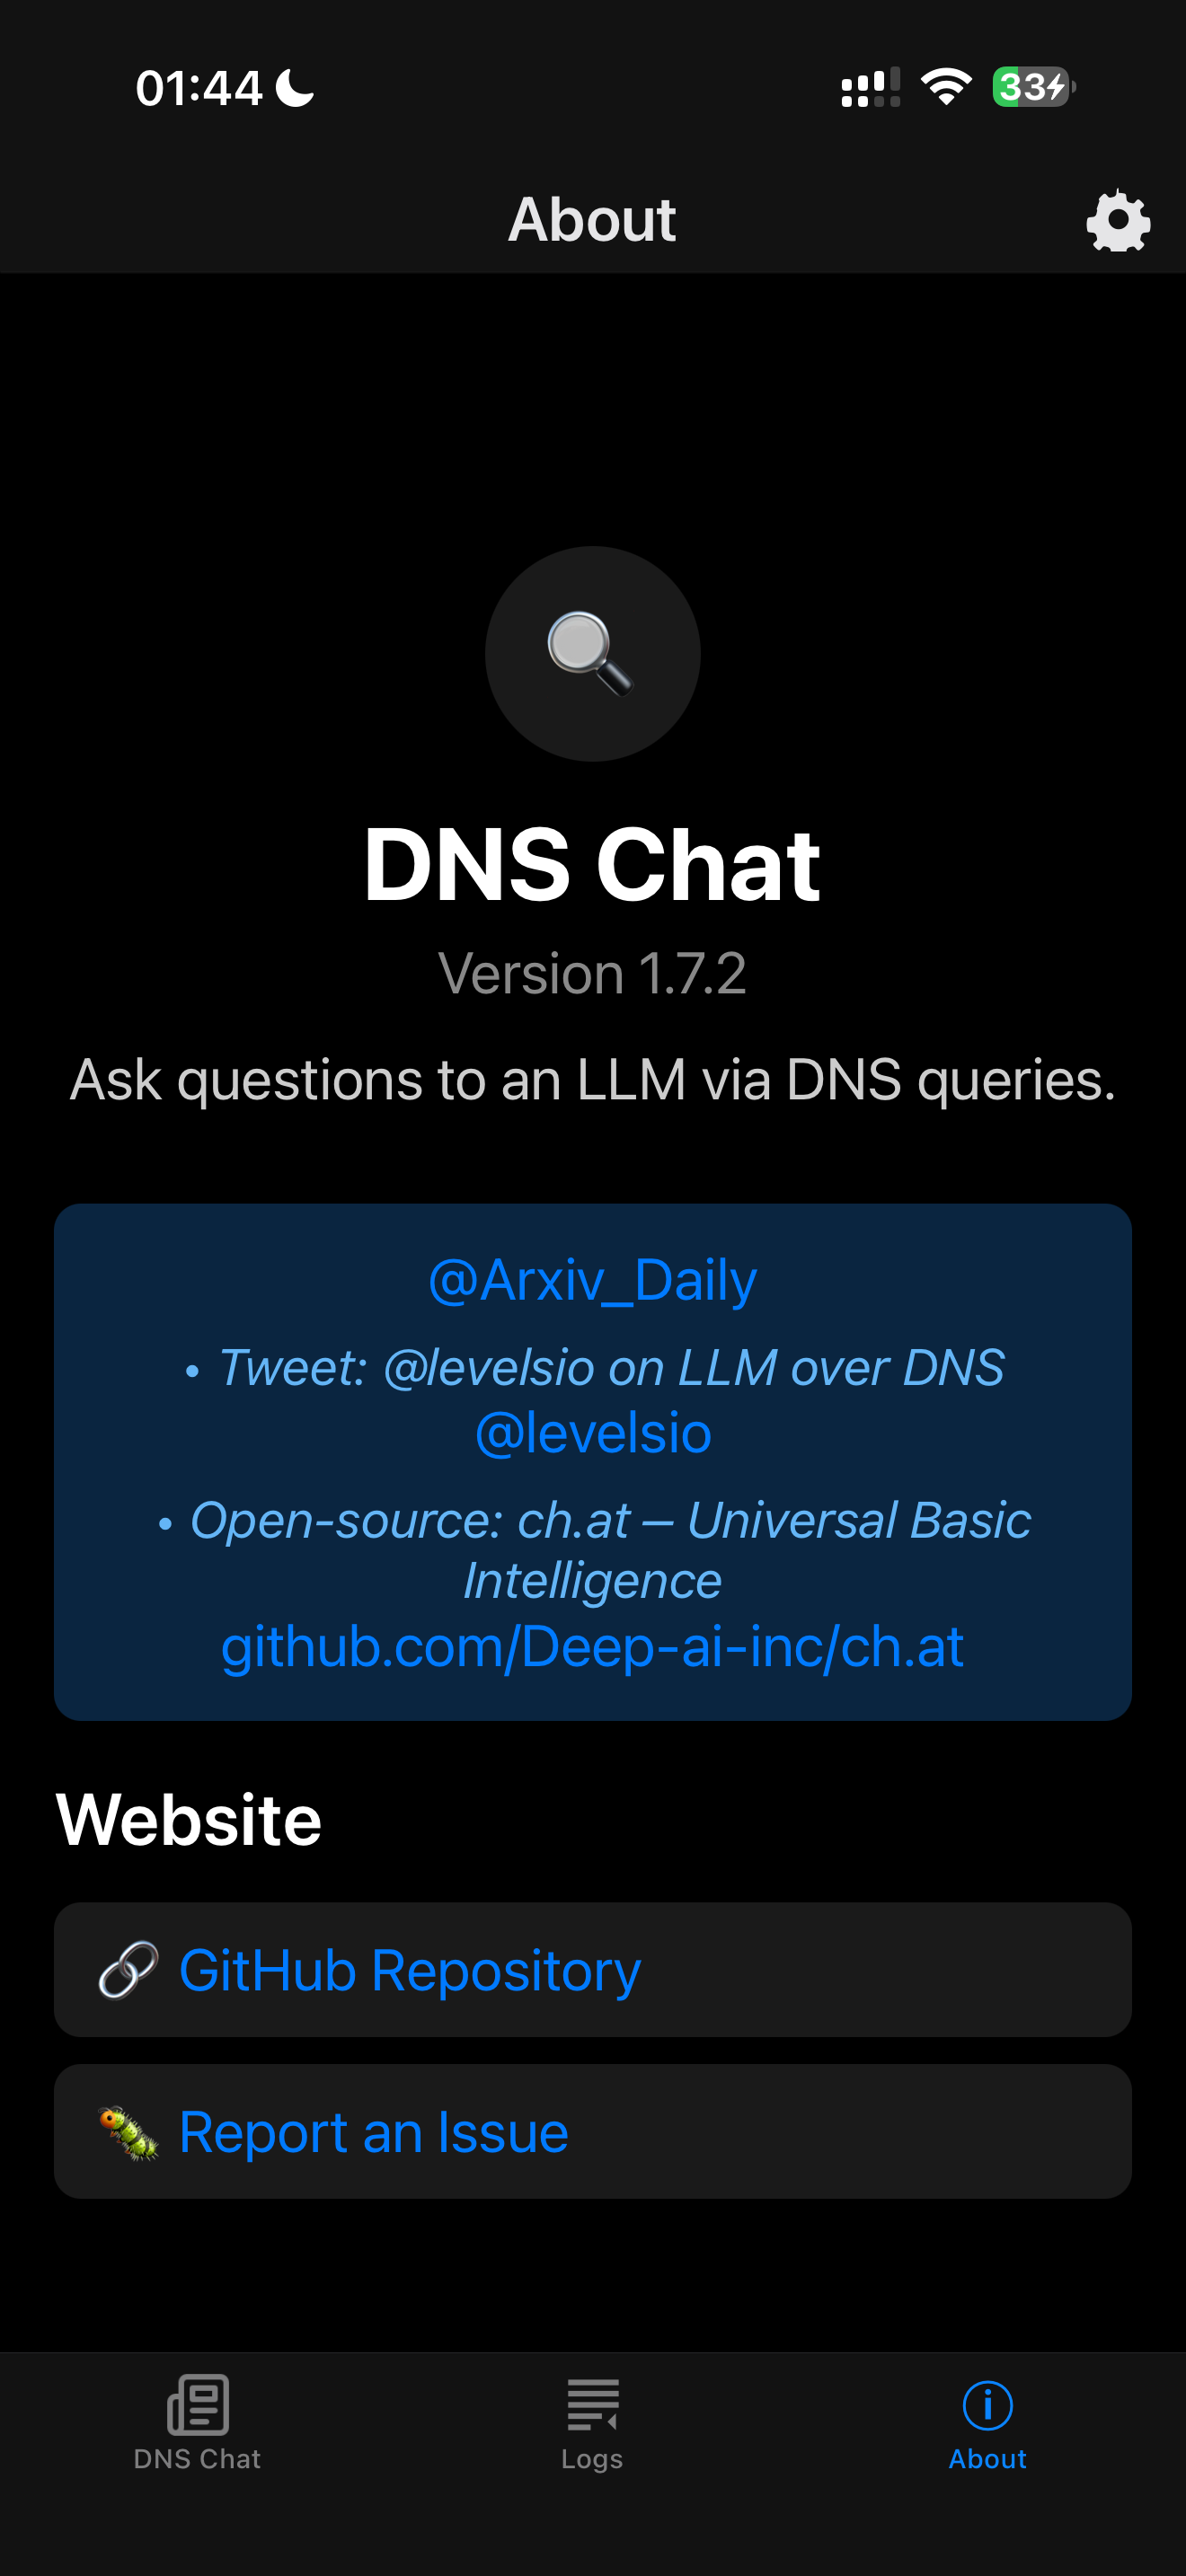 01:44
33
About
DNS Chat
Version 1.7.2
Ask questions to an LLM via DNS queries.
@Arxiv_Daily
• Tweet: @levelsio on LLM over DNS
@levelsio
• Open-source: ch.at — Universal Basic
Intelligence
github.com/Deep-ai-inc/ch.at
Website
GitHub Repository
Report an Issue
DNS Chat
Logs
About